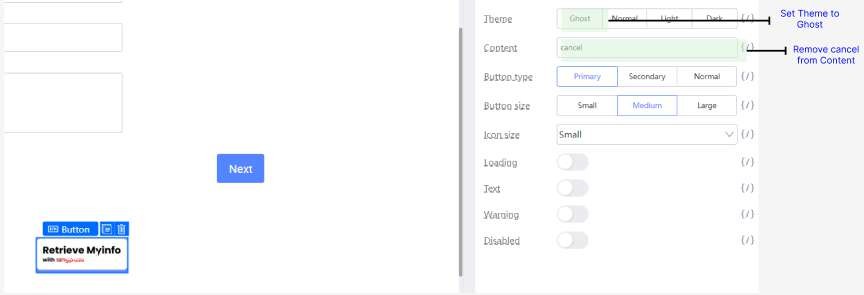 Theme
Ghost
Normal
Light
Dark
{/}
Set Theme to
Ghost
Content
cancel
{/}
Remove cancel
from Content
Button type
Primary
Secondary
Normal
{/}
Button size
Small
Medium
Large
{/}
Icon size
Small
{/}
Loading
{/}
Text
{/}
Warning
{/}
Disabled
{/}
Next
Button
Retrieve Myinfo
with